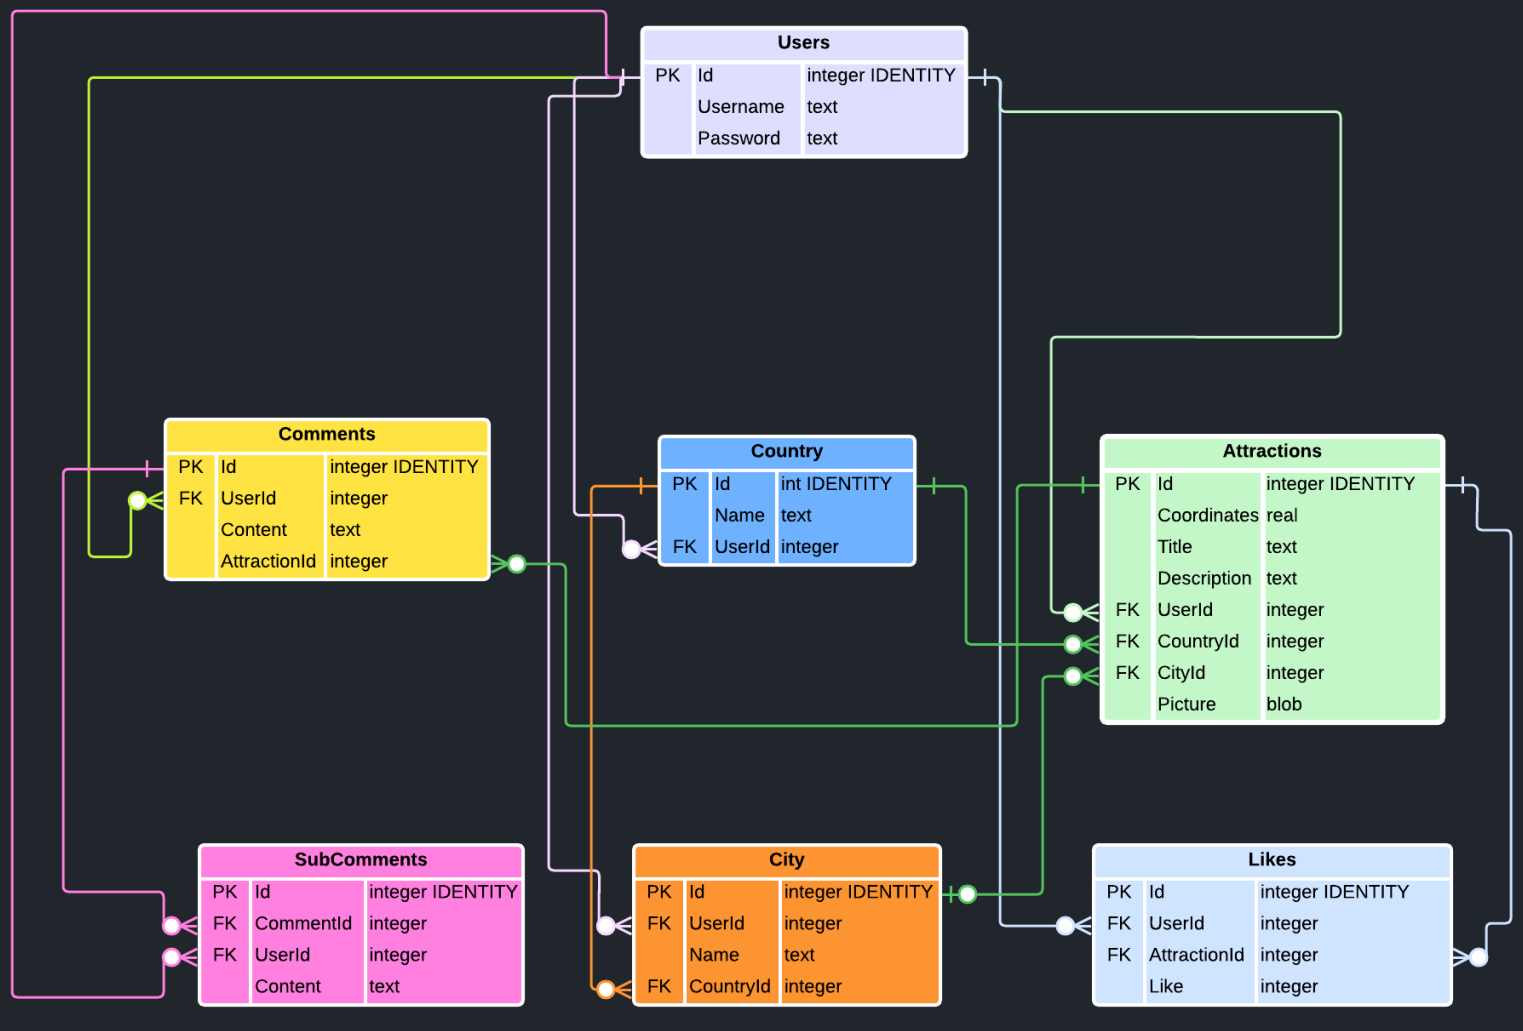 Users
PK Id integer IDENTITY
Username text
Password text
Comments
PK Id integer IDENTITY
FK UserId integer
Content text
AttractionId integer
Country
PK Id int IDENTITY
Name text
FK UserId integer
Attractions
PK Id integer IDENTITY
Coordinates real
Title text
Description text
FK UserId integer
FK CountryId integer
FK CityId integer
Picture blob
SubComments
PK Id integer IDENTITY
FK CommentId integer
FK UserId integer
Content text
City
PK Id integer IDENTITY
FK UserId integer
Name text
FK CountryId integer
Likes
PK Id integer IDENTITY
FK UserId integer
FK AttractionId integer
Like integer